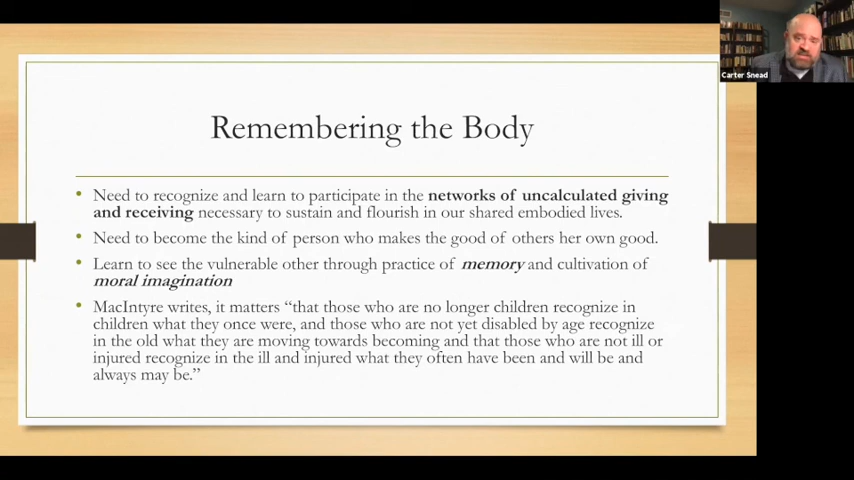 Carter Snead
Remembering the Body
• Need to recognize and learn to participate in the networks of uncalculated giving
and receiving necessary to sustain and flourish in our shared embodied lives.
• Need to become the kind of person who makes the good of others her own good.
• Learn to see the vulnerable other through practice of memory and cultivation of
moral imagination
• MacIntyre writes, it matters “that those who are no longer children recognize in
children what they once were, and those who are not yet disabled by age recognize
in the old what they are moving towards becoming and that those who are not ill or
injured recognize in the ill and injured what they often have been and will be and
always may be.”